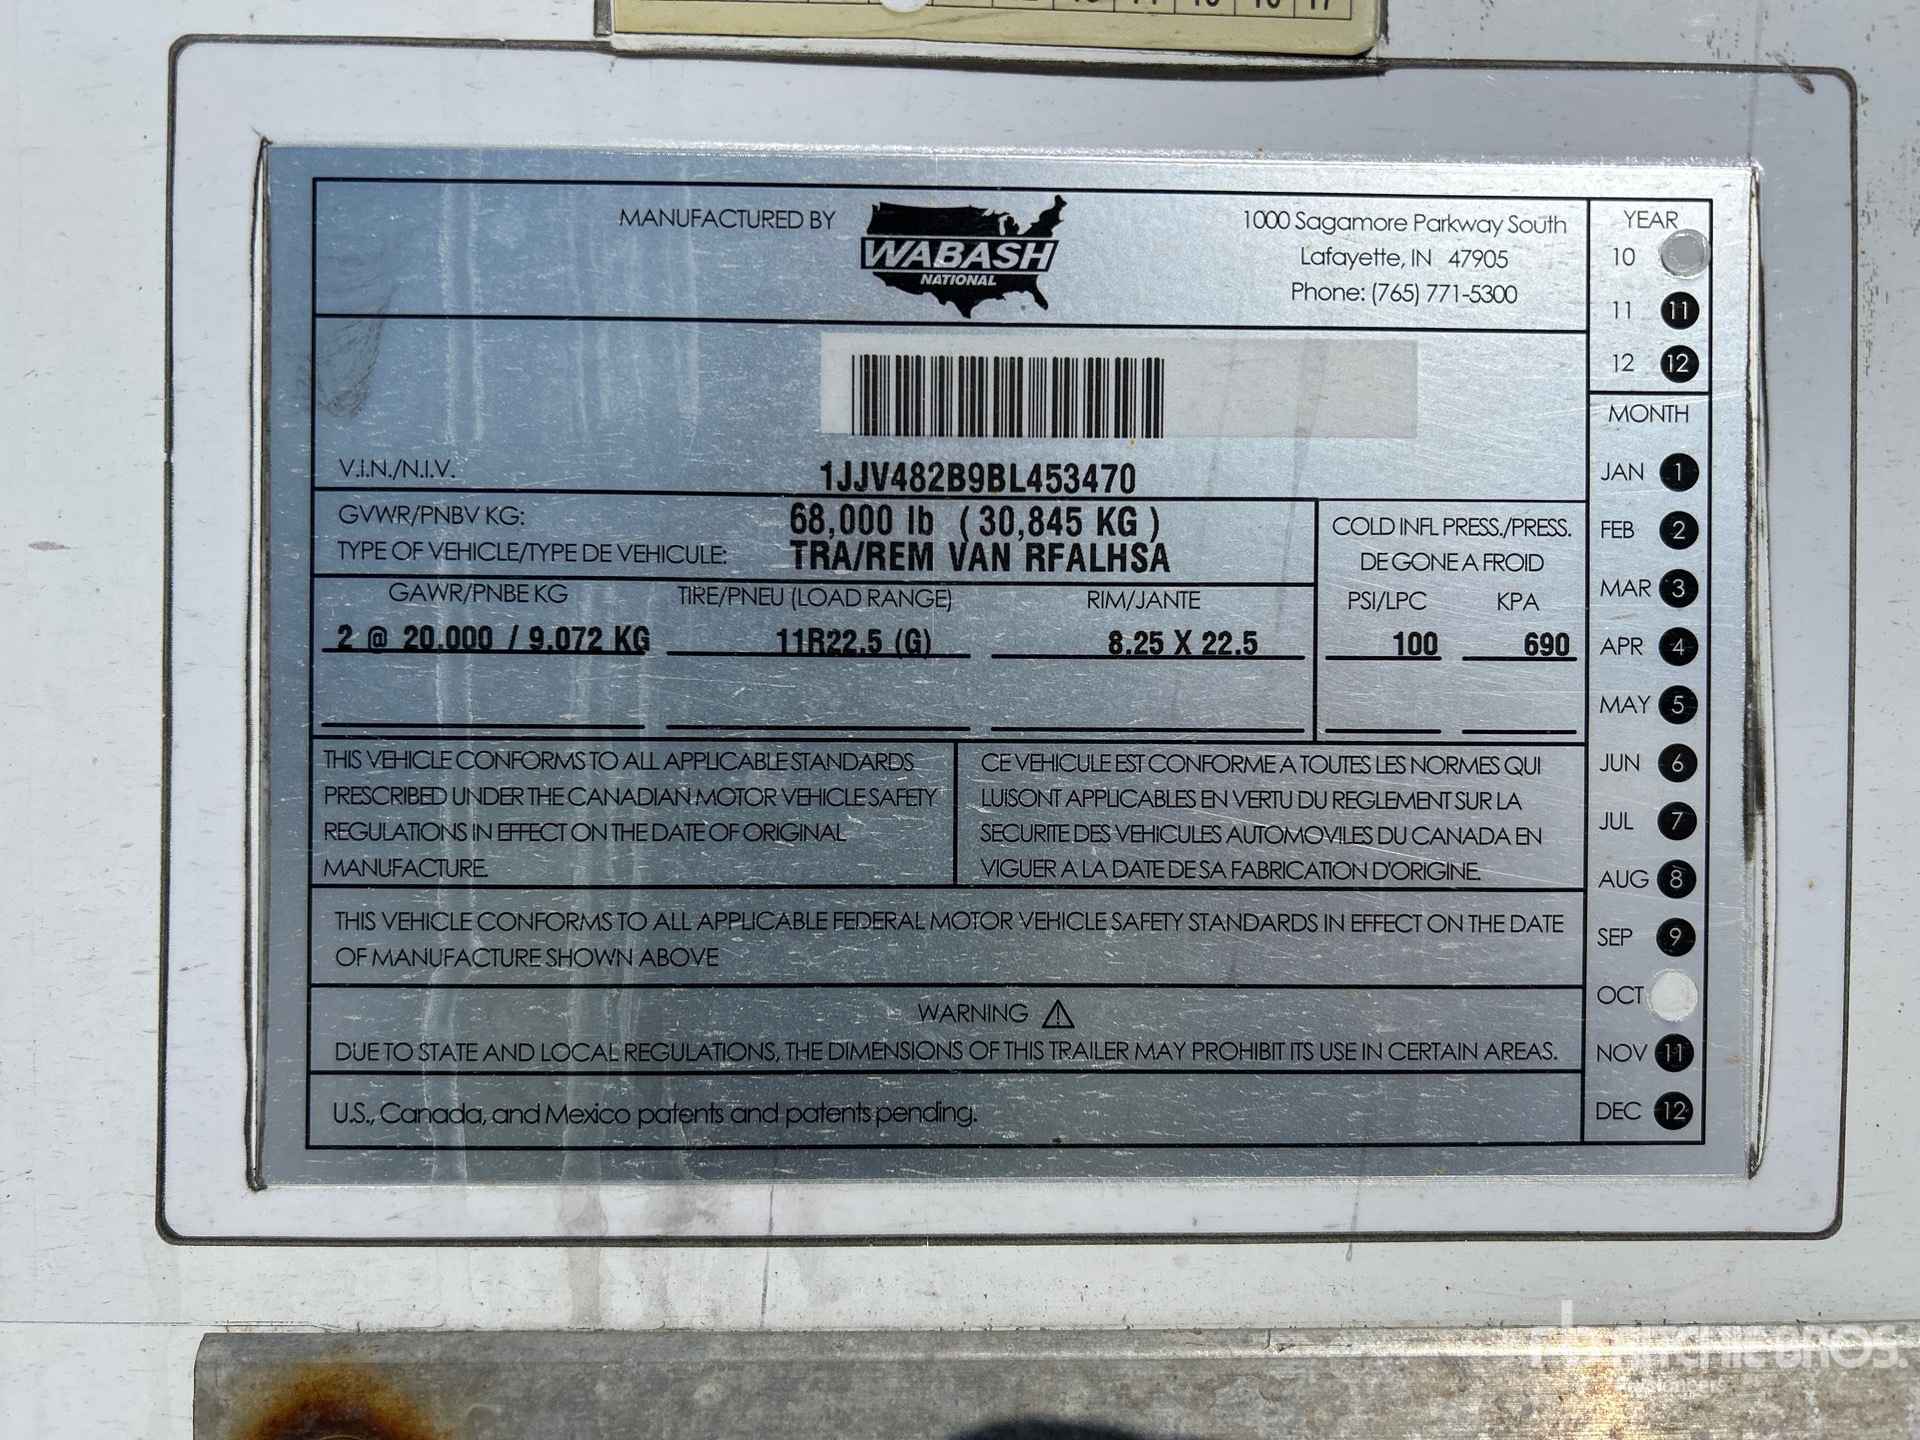 MANUFACTURED BY
WABASH
NATIONAL
1000 Sagamore Parkway South
Lafayette, IN 47905
Phone: (765) 771-5300
V.I.N./N.I.V.
1JJV482B9BL453470
GVWR/PNBV KG:
68,000 lb ( 30,845 KG )
TYPE OF VEHICLE/TYPE DE VEHICULE:
TRA/REM VAN RFALHSA
COLD INFL PRESS./PRESS.
DE GONE A FROID
GAWR/PNBE KG
TIRE/PNEU (LOAD RANGE)
RIM/JANTE
PSI/LPC
KPA
2 @ 20,000 / 9,072 KG
11R22.5 (G)
8.25 X 22.5
100
690
THIS VEHICLE CONFORMS TO ALL APPLICABLE STANDARDS
PRESCRIBED UNDER THE CANADIAN MOTOR VEHICLE SAFETY
REGULATIONS IN EFFECT ON THE DATE OF ORIGINAL
MANUFACTURE.
CE VEHICULE EST CONFORME A TOUTES LES NORMES QUI
LUI SONT APPLICABLES EN VERTU DU REGLEMENT SUR LA
SECURITE DES VEHICULES AUTOMOVILES DU CANADA EN
VIGUER A LA DATE DE SA FABRICATION D'ORIGINE.
THIS VEHICLE CONFORMS TO ALL APPLICABLE FEDERAL MOTOR VEHICLE SAFETY STANDARDS IN EFFECT ON THE DATE
OF MANUFACTURE SHOWN ABOVE
WARNING
DUE TO STATE AND LOCAL REGULATIONS, THE DIMENSIONS OF THIS TRAILER MAY PROHIBIT ITS USE IN CERTAIN AREAS.
U.S., Canada, and Mexico patents and patents pending.
YEAR
10
11 11
12 12
MONTH
JAN 1
FEB 2
MAR 3
APR 4
MAY 5
JUN 6
JUL 7
AUG 8
SEP 9
OCT
NOV 11
DEC 12
rb RITCHIE BROS.